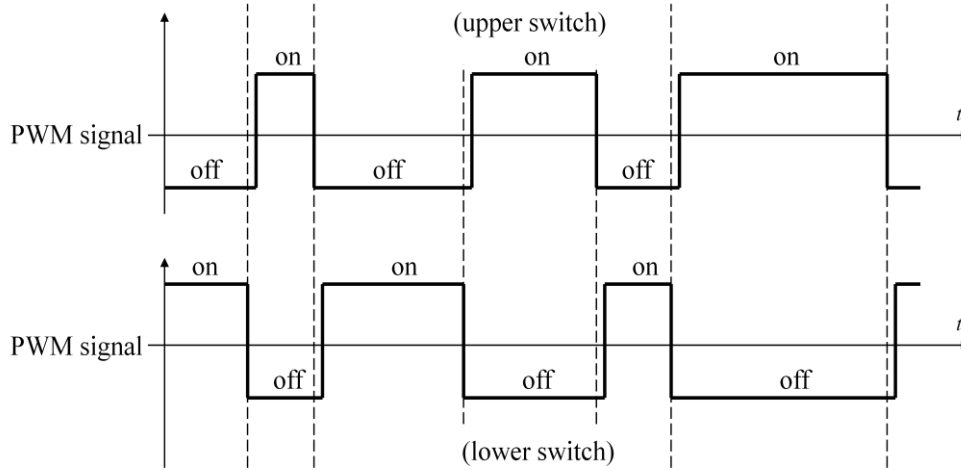 (upper switch)
on on on
PWM signal t
off off off
on on on
PWM signal t
off off off
(lower switch)